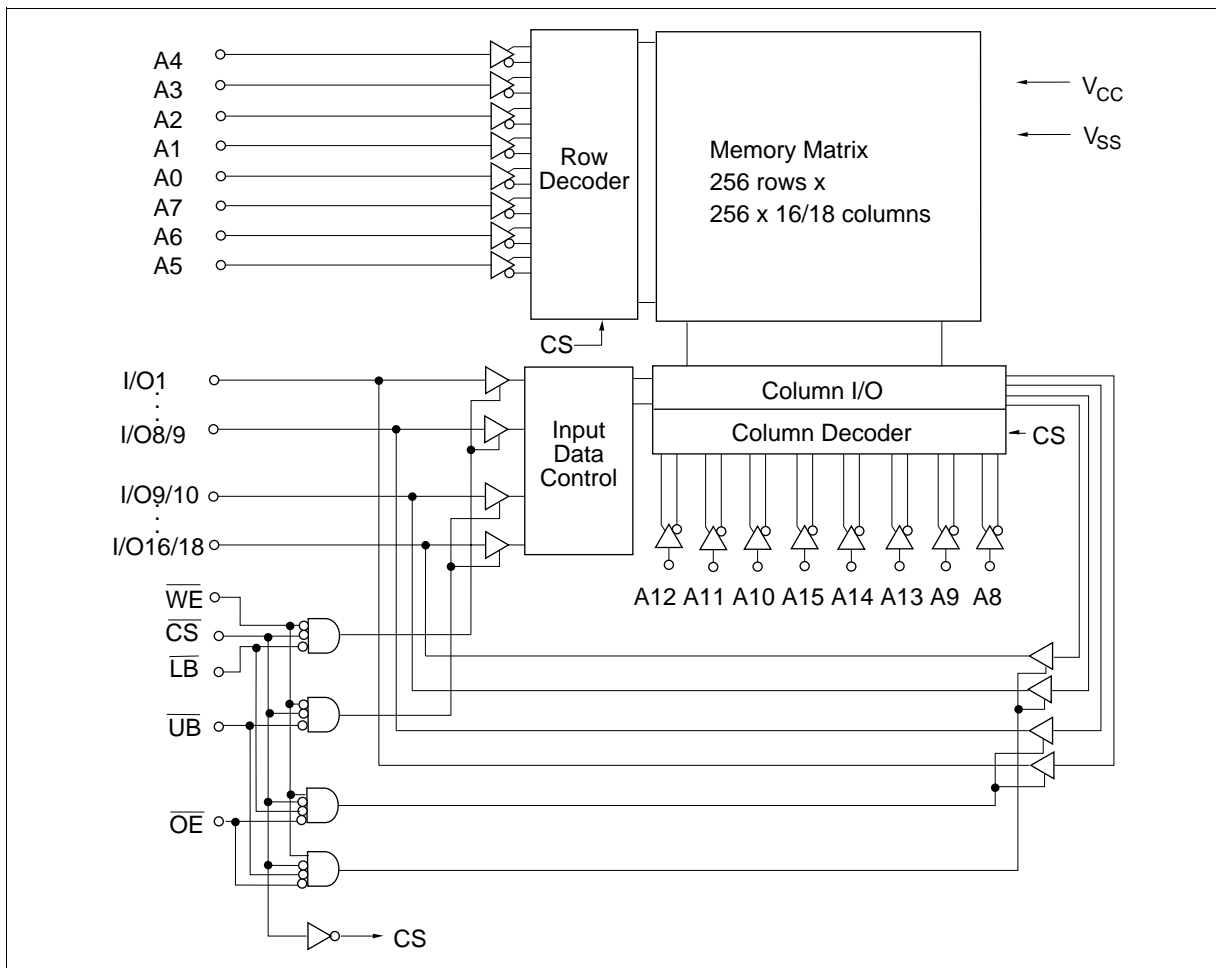 A4
A3
A2
A1
A0
A7
A6
A5
Row
Decoder
Memory Matrix
256 rows x
256 x 16/18 columns
VCC
VSS
CS
I/O1
I/O8/9
I/O9/10
I/O16/18
Input
Data
Control
Column I/O
Column Decoder
CS
A12 A11 A10 A15 A14 A13 A9 A8
WE
CS
LB
UB
OE
CS